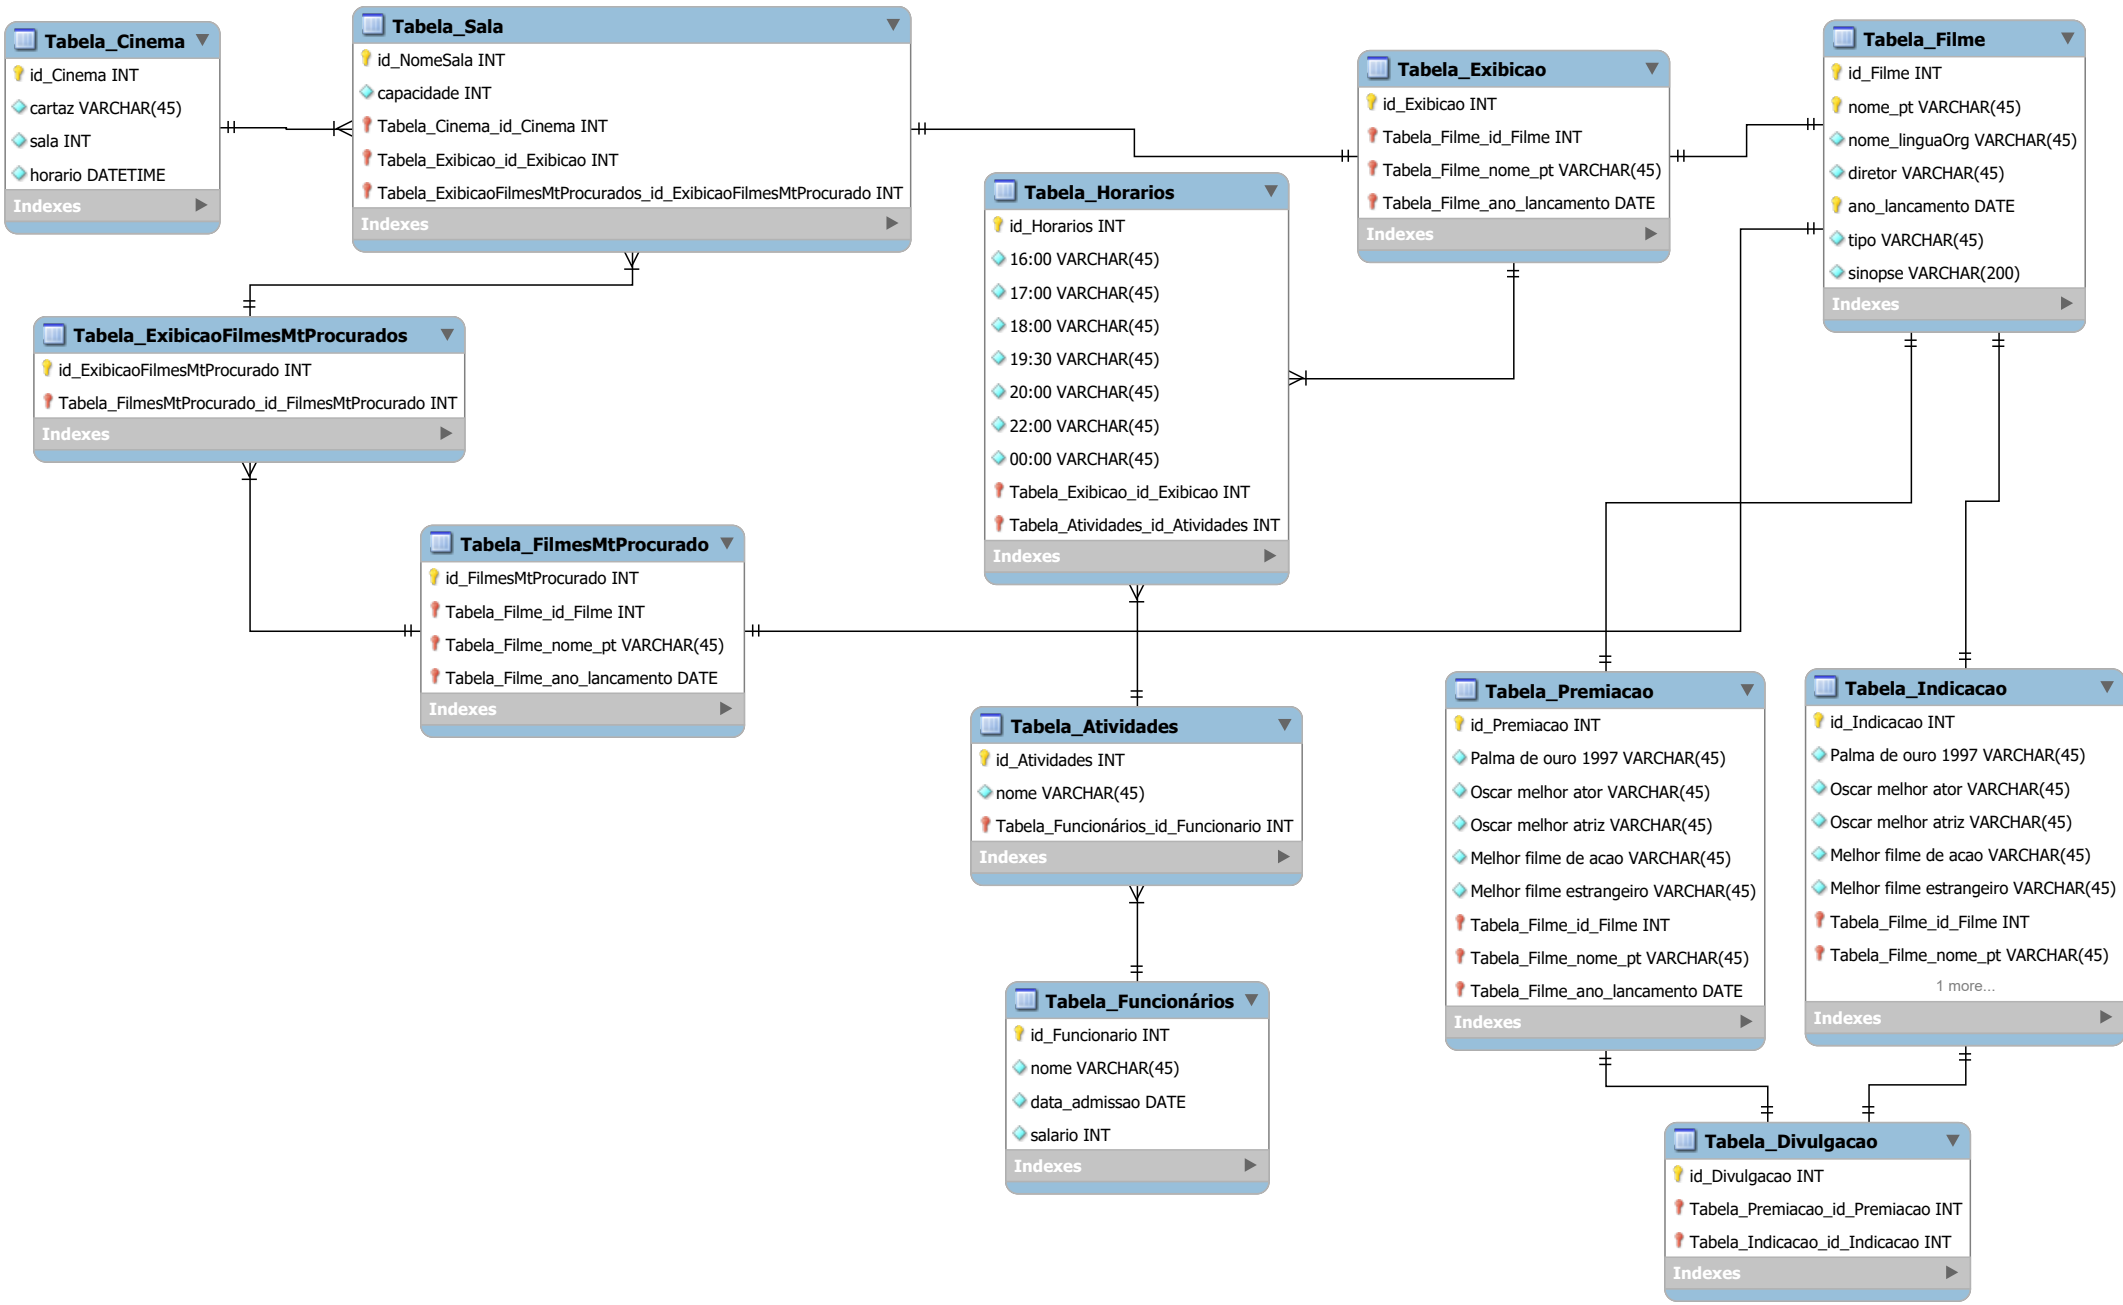 Tabela_Cinema
id_Cinema INT
cartaz VARCHAR(45)
sala INT
horario DATETIME
Indexes
Tabela_Sala
id_NomeSala INT
capacidade INT
Tabela_Cinema_id_Cinema INT
Tabela_Exibicao_id_Exibicao INT
Tabela_ExibicaoFilmesMtProcurados_id_ExibicaoFilmesMtProcurado INT
Indexes
Tabela_Exibicao
id_Exibicao INT
Tabela_Filme_id_Filme INT
Tabela_Filme_nome_pt VARCHAR(45)
Tabela_Filme_ano_lancamento DATE
Indexes
Tabela_Filme
id_Filme INT
nome_pt VARCHAR(45)
nome_linguaOrg VARCHAR(45)
diretor VARCHAR(45)
ano_lancamento DATE
tipo VARCHAR(45)
sinopse VARCHAR(200)
Indexes
Tabela_Horarios
id_Horarios INT
16:00 VARCHAR(45)
17:00 VARCHAR(45)
18:00 VARCHAR(45)
19:30 VARCHAR(45)
20:00 VARCHAR(45)
22:00 VARCHAR(45)
00:00 VARCHAR(45)
Tabela_Exibicao_id_Exibicao INT
Tabela_Atividades_id_Atividades INT
Indexes
Tabela_ExibicaoFilmesMtProcurados
id_ExibicaoFilmesMtProcurado INT
Tabela_FilmesMtProcurado_id_FilmesMtProcurado INT
Indexes
Tabela_FilmesMtProcurado
id_FilmesMtProcurado INT
Tabela_Filme_id_Filme INT
Tabela_Filme_nome_pt VARCHAR(45)
Tabela_Filme_ano_lancamento DATE
Indexes
Tabela_Atividades
id_Atividades INT
nome VARCHAR(45)
Tabela_Funcionários_id_Funcionario INT
Indexes
Tabela_Premiacao
id_Premiacao INT
Palma de ouro 1997 VARCHAR(45)
Oscar melhor ator VARCHAR(45)
Oscar melhor atriz VARCHAR(45)
Melhor filme de acao VARCHAR(45)
Melhor filme estrangeiro VARCHAR(45)
Tabela_Filme_id_Filme INT
Tabela_Filme_nome_pt VARCHAR(45)
Tabela_Filme_ano_lancamento DATE
Indexes
Tabela_Indicacao
id_Indicacao INT
Palma de ouro 1997 VARCHAR(45)
Oscar melhor ator VARCHAR(45)
Oscar melhor atriz VARCHAR(45)
Melhor filme de acao VARCHAR(45)
Melhor filme estrangeiro VARCHAR(45)
Tabela_Filme_id_Filme INT
Tabela_Filme_nome_pt VARCHAR(45)
1 more...
Indexes
Tabela_Funcionários
id_Funcionario INT
nome VARCHAR(45)
data_admissao DATE
salario INT
Indexes
Tabela_Divulgacao
id_Divulgacao INT
Tabela_Premiacao_id_Premiacao INT
Tabela_Indicacao_id_Indicacao INT
Indexes